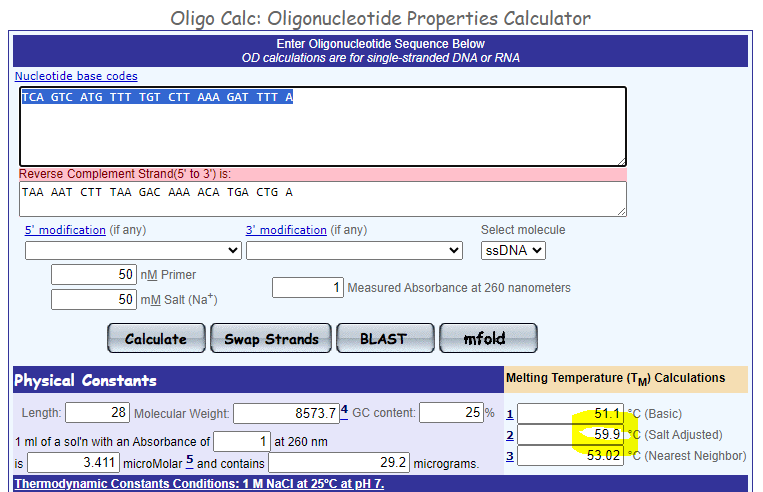 Oligo Calc: Oligonucleotide Properties Calculator
Enter Oligonucleotide Sequence Below
OD calculations are for single-stranded DNA or RNA
Nucleotide base codes
TCA GTC ATG TTT TGT CTT AAA GAT TTT A
Reverse Complement Strand(5' to 3') is:
TAA AAT CTT TAA GAC AAA ACA TGA CTG A
5' modification (if any) 3' modification (if any) Select molecule
ssDNA
50 nM Primer
1 Measured Absorbance at 260 nanometers
50 mM Salt (Na+)
Calculate Swap Strands BLAST mfold
Physical Constants Melting Temperature (TM) Calculations
Length: 28 Molecular Weight: 8573.7 4 GC content: 25 % 1 51.1 °C (Basic)
1 ml of a sol'n with an Absorbance of 1 at 260 nm 2 59.9 °C (Salt Adjusted)
is 3.411 microMolar 5 and contains 29.2 micrograms. 3 53.02 °C (Nearest Neighbor)
Thermodynamic Constants Conditions: 1 M NaCl at 25°C at pH 7.